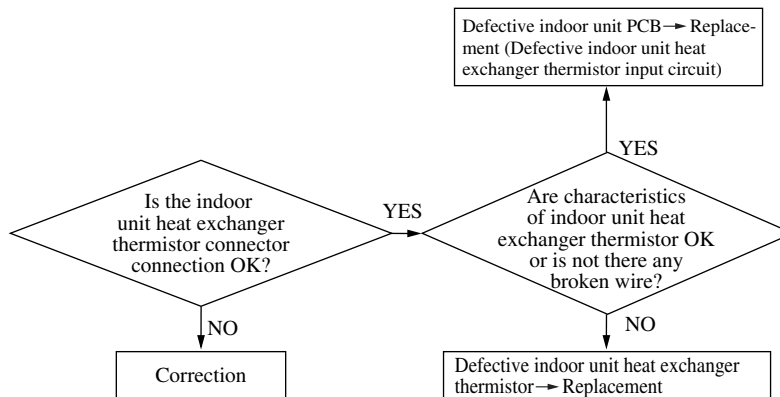 Defective indoor unit PCB → Replace-
ment (Defective indoor unit heat
exchanger thermistor input circuit)
YES
Is the indoor
unit heat exchanger
thermistor connector
connection OK?
YES
Are characteristics
of indoor unit heat
exchanger thermistor OK
or is not there any
broken wire?
NO
NO
Correction
Defective indoor unit heat exchanger
thermistor → Replacement